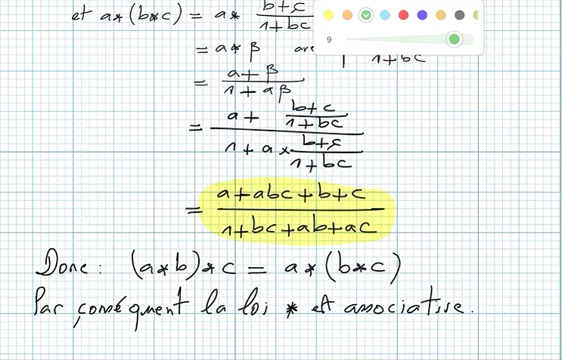 et a*(b*c) = a* (b+c)/(1+bc)
9
= a*β avec 1+bc
= (a+β)/(1+aβ)
= (a + (b+c)/(1+bc))/(1 + a × (b+c)/(1+bc))
= (a+abc+b+c)/(1+bc+ab+ac)
Donc : (a*b)*c = a*(b*c)
Par conséquent la loi * est associative.